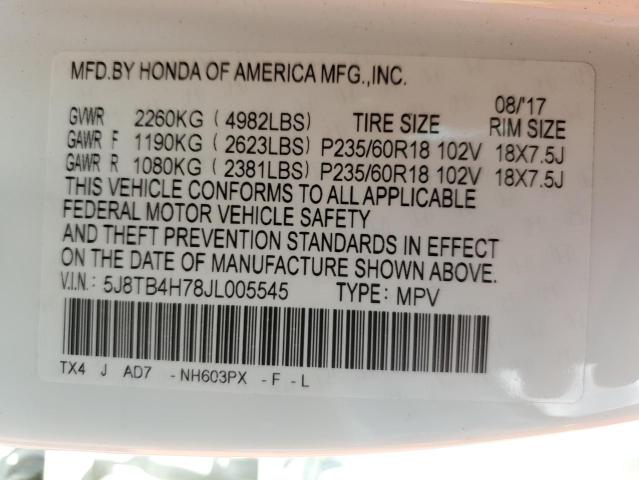 MFD.BY HONDA OF AMERICA MFG.,INC.
08/'17
GVWR 2260KG ( 4982LBS) TIRE SIZE RIM SIZE
GAWR F 1190KG ( 2623LBS) P235/60R18 102V 18X7.5J
GAWR R 1080KG ( 2381LBS) P235/60R18 102V 18X7.5J
THIS VEHICLE CONFORMS TO ALL APPLICABLE
FEDERAL MOTOR VEHICLE SAFETY
AND THEFT PREVENTION STANDARDS IN EFFECT
ON THE DATE OF MANUFACTURE SHOWN ABOVE.
V.I.N.: 5J8TB4H78JL005545 TYPE: MPV
TX4 J AD7 -NH603PX -F-L